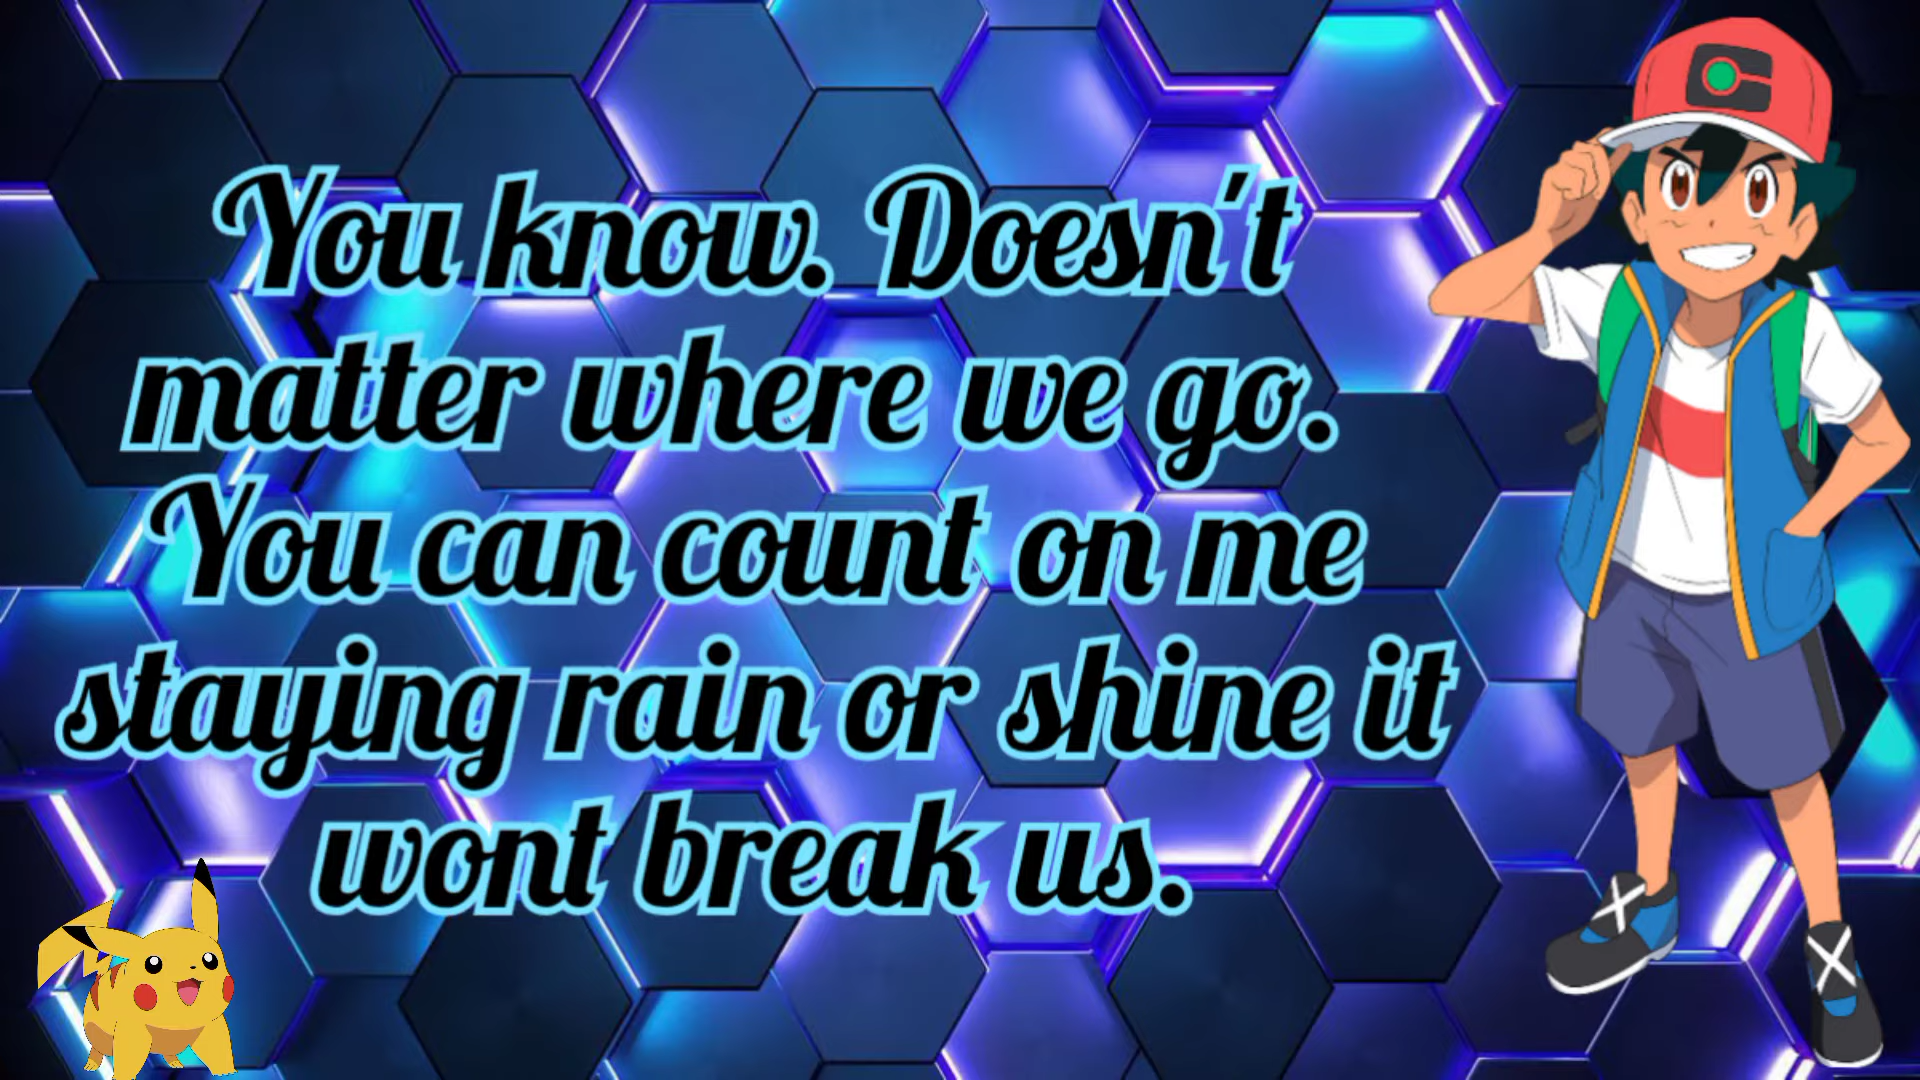 You know. Doesn't
matter where we go.
You can count on me
staying rain or shine it
wont break us.